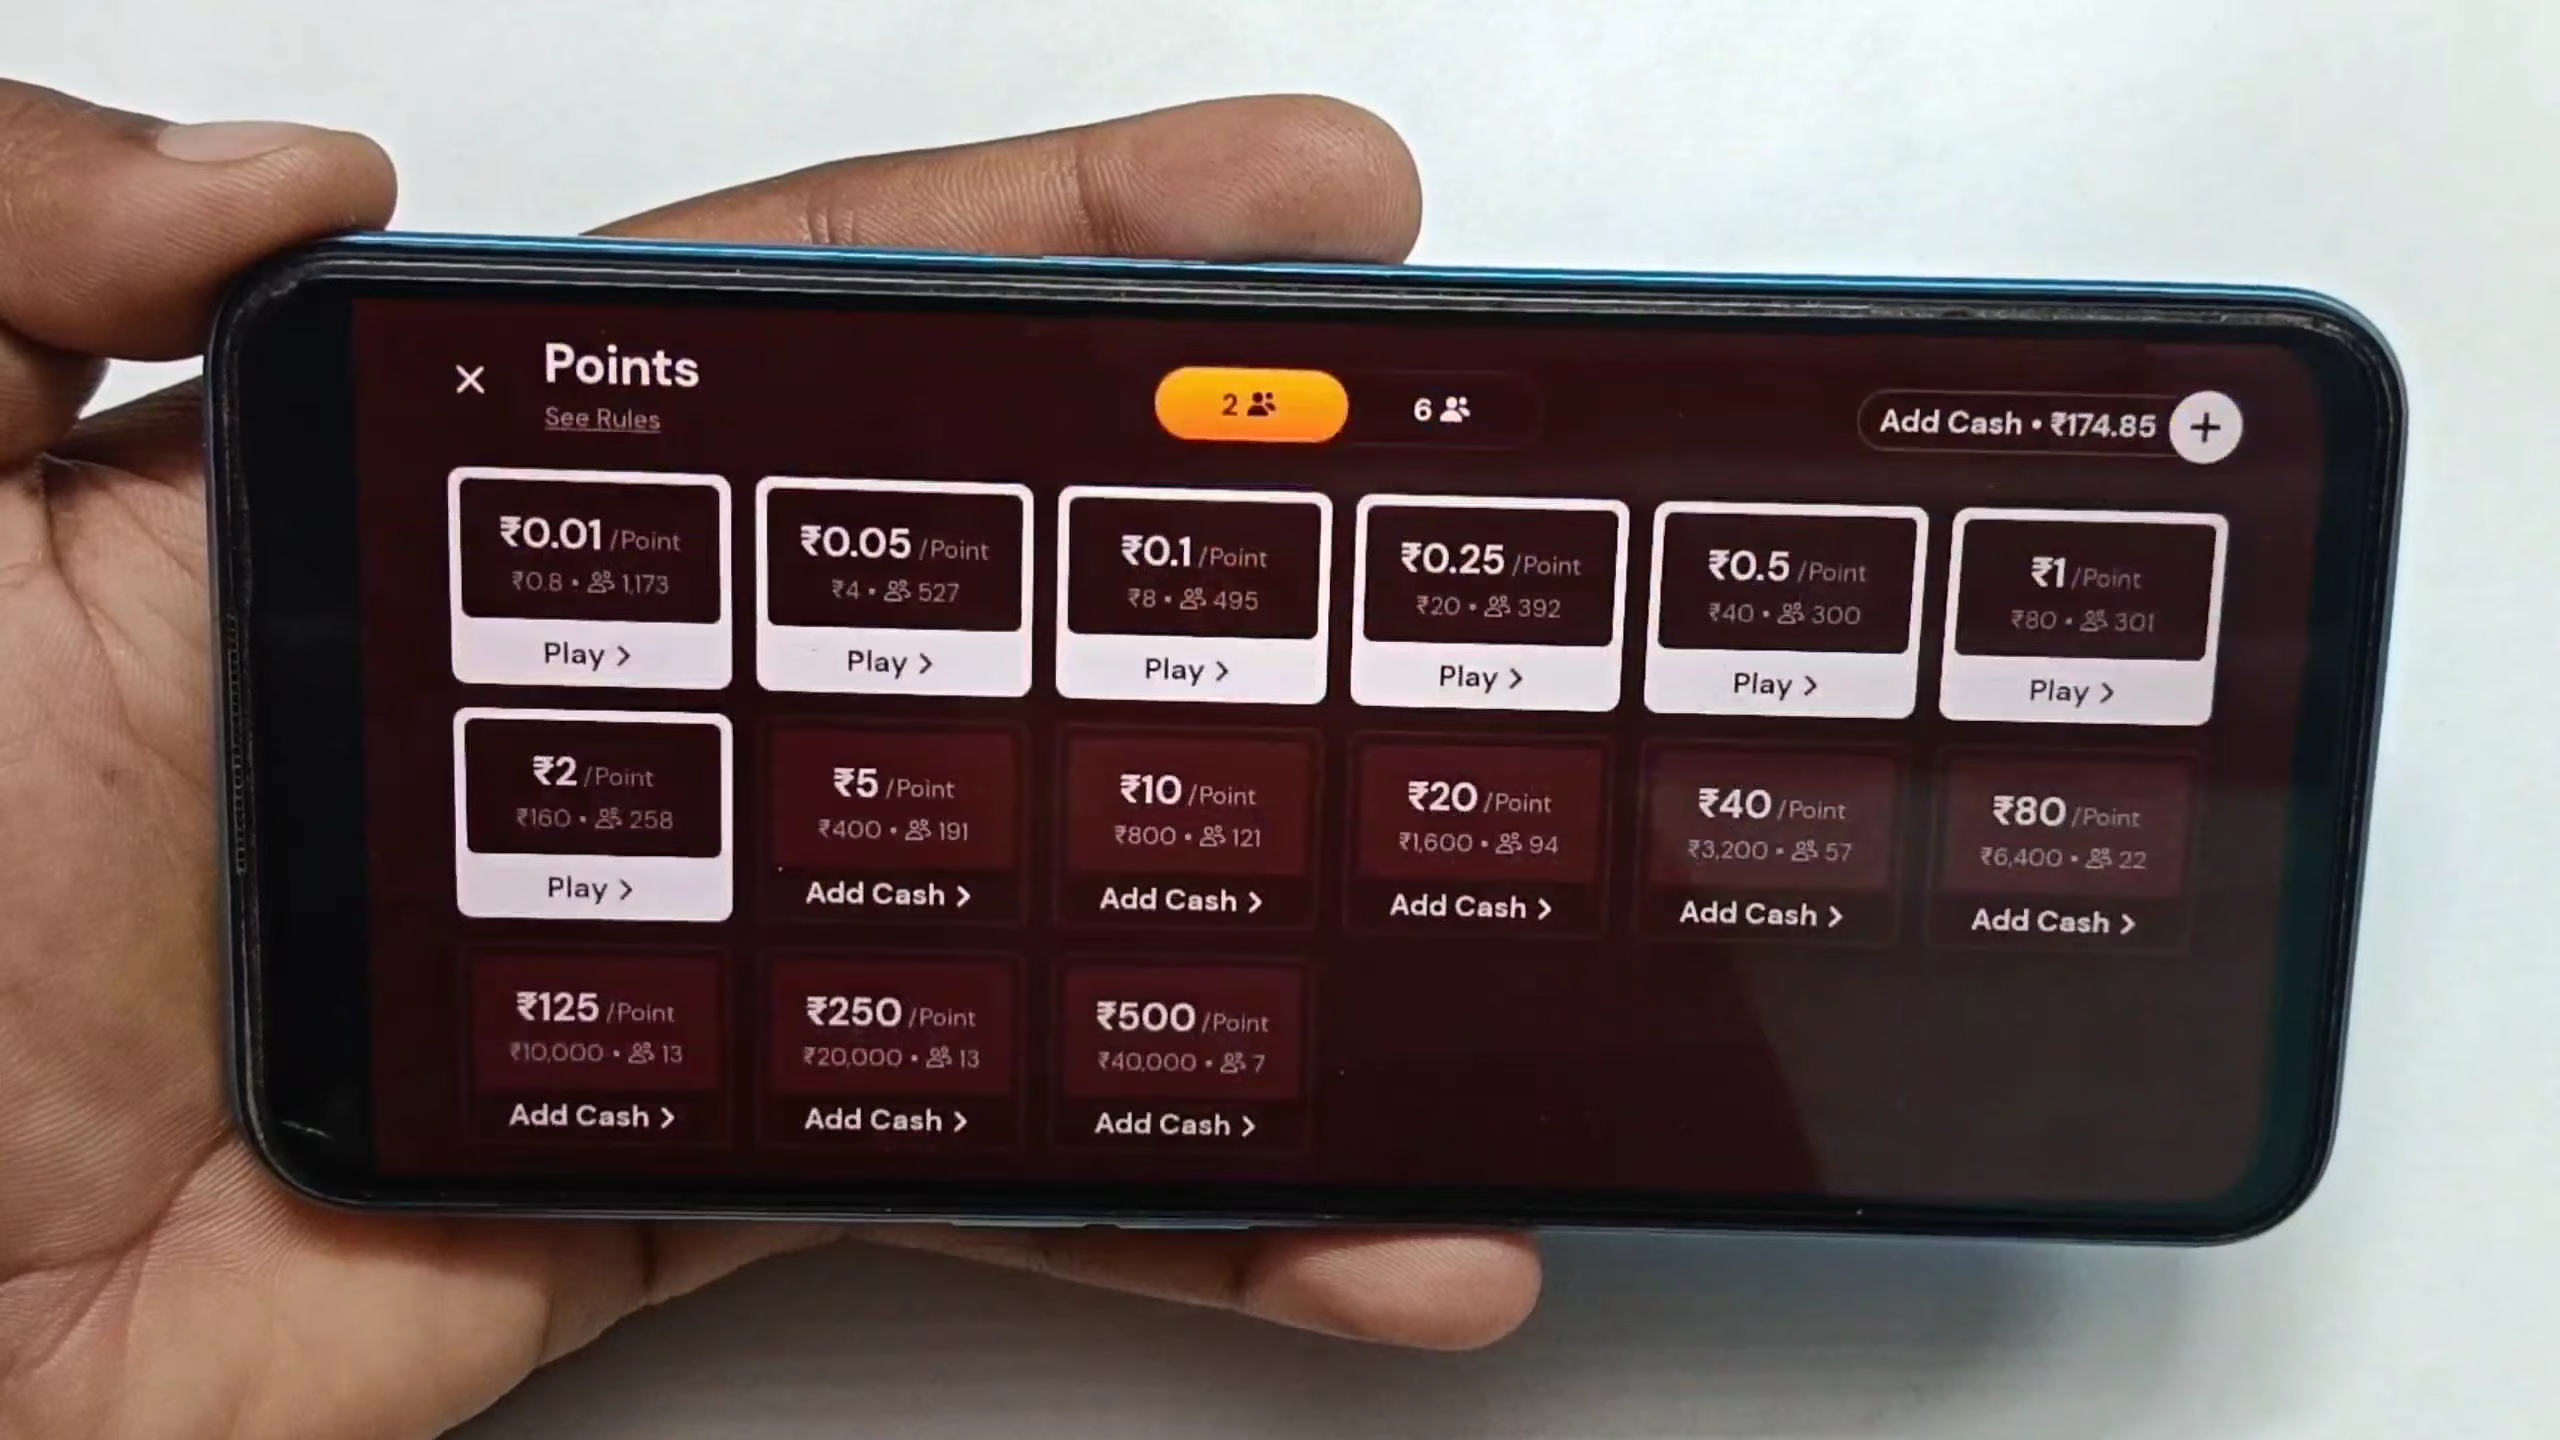 Points
See Rules
2
6
Add Cash • ₹174.85
₹0.01 /Point
₹0.8 • 1,173
Play >
₹0.05 /Point
₹4 • 527
Play >
₹0.1 /Point
₹8 • 495
Play >
₹0.25 /Point
₹20 • 392
Play >
₹0.5 /Point
₹40 • 300
Play >
₹1 /Point
₹80 • 301
Play >
₹2 /Point
₹160 • 258
Play >
₹5 /Point
₹400 • 191
Add Cash >
₹10 /Point
₹800 • 121
Add Cash >
₹20 /Point
₹1,600 • 94
Add Cash >
₹40 /Point
₹3,200 • 57
Add Cash >
₹80 /Point
₹6,400 • 22
Add Cash >
₹125 /Point
₹10,000 • 13
Add Cash >
₹250 /Point
₹20,000 • 13
Add Cash >
₹500 /Point
₹40,000 • 7
Add Cash >